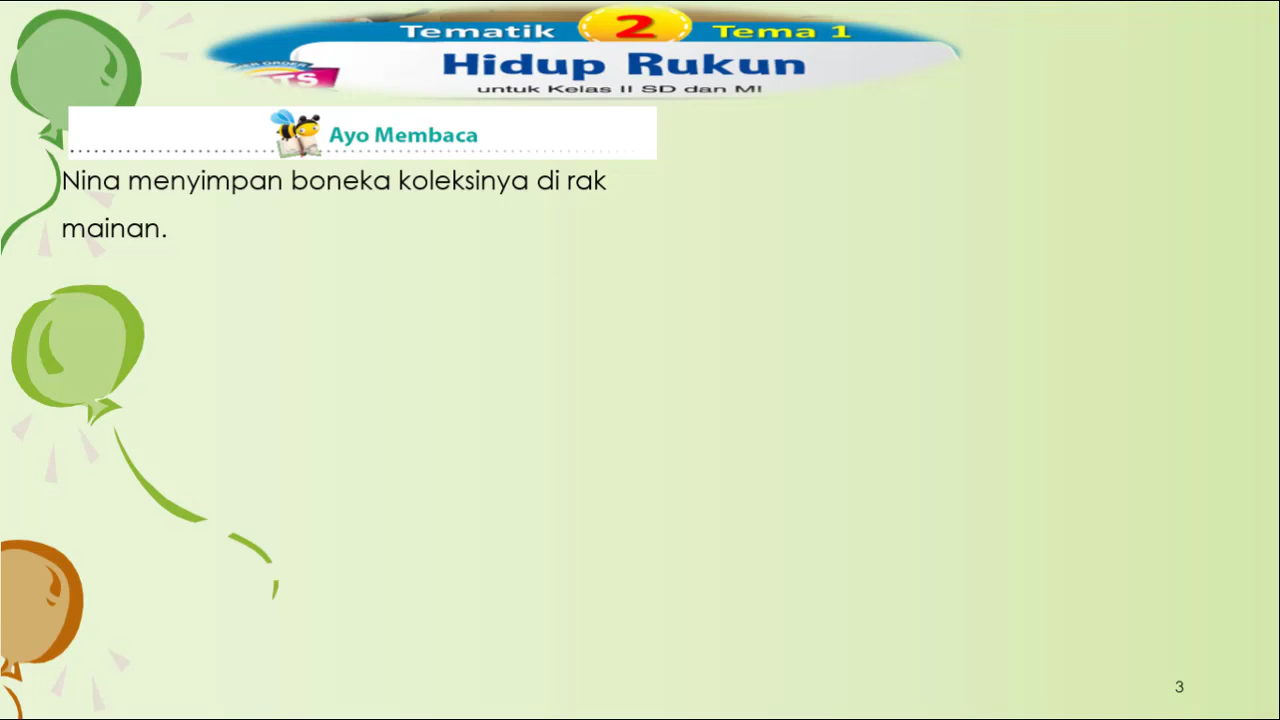 Tematik 2 Tema 1
Hidup Rukun
untuk Kelas II SD dan MI
Ayo Membaca
Nina menyimpan boneka koleksinya di rak
mainan.
3